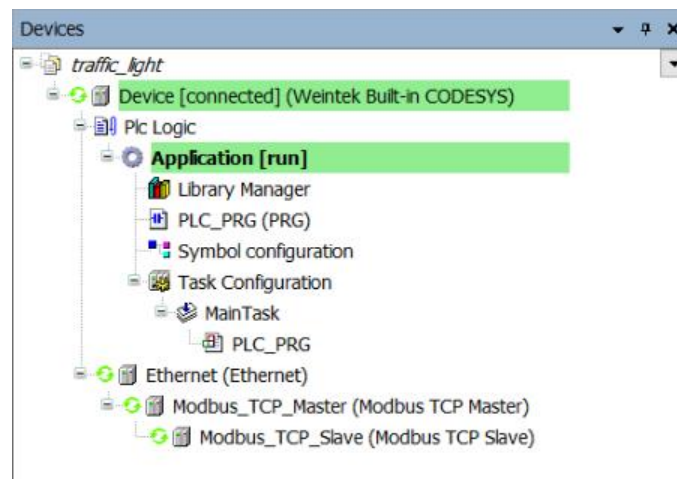 Devices
traffic_light
Device [connected] (Weintek Built-in CODESYS)
Plc Logic
Application [run]
Library Manager
PLC_PRG (PRG)
Symbol configuration
Task Configuration
MainTask
PLC_PRG
Ethernet (Ethernet)
Modbus_TCP_Master (Modbus TCP Master)
Modbus_TCP_Slave (Modbus TCP Slave)